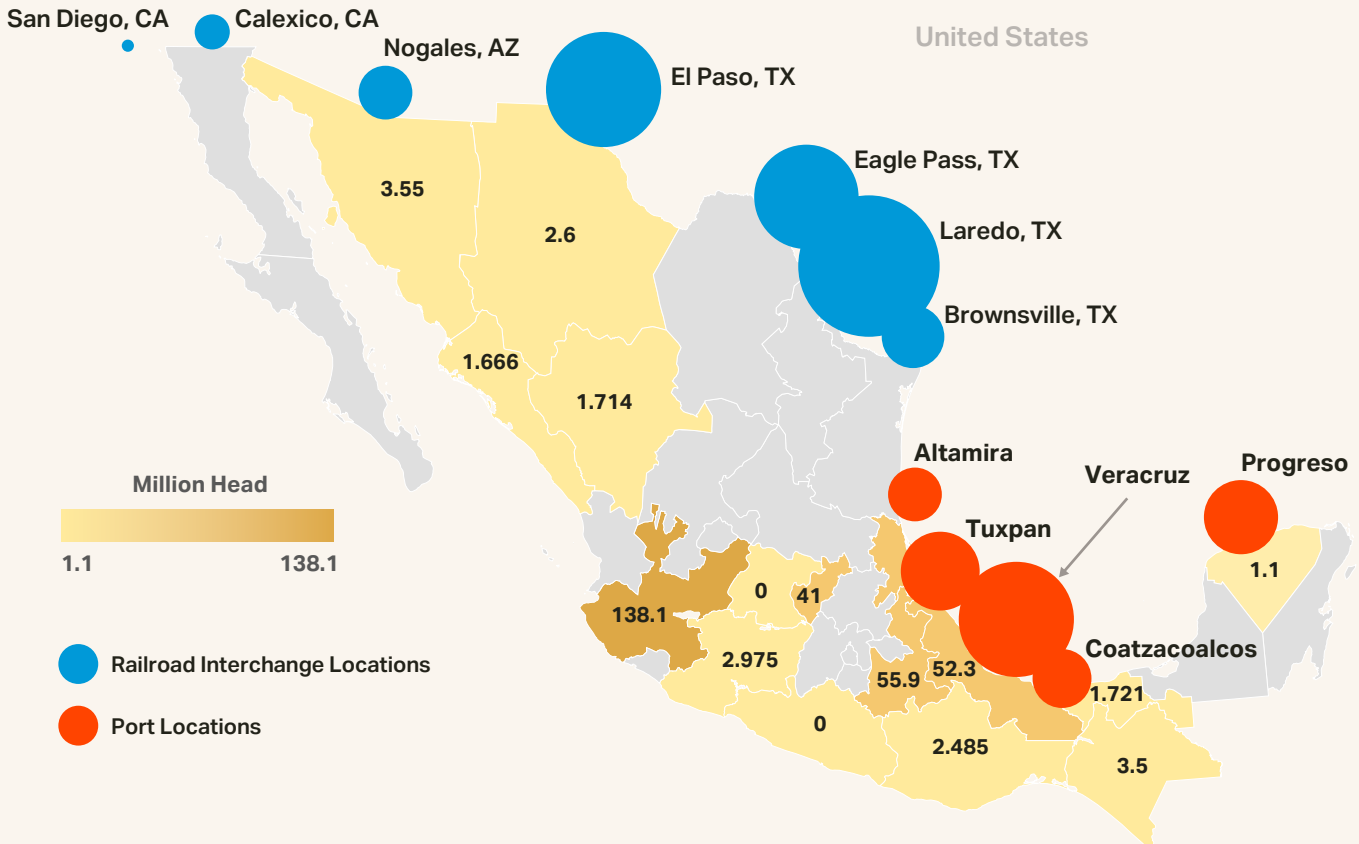 San Diego, CA
Calexico, CA
United States
Nogales, AZ
El Paso, TX
Eagle Pass, TX
3.55
Laredo, TX
2.6
Brownsville, TX
1.666
1.714
Altamira
Progreso
Veracruz
Million Head
Tuxpan
1.1
138.1
1.1
0
41
138.1
Coatzacoalcos
2.975
52.3
Railroad Interchange Locations
55.9
1.721
0
Port Locations
2.485
3.5